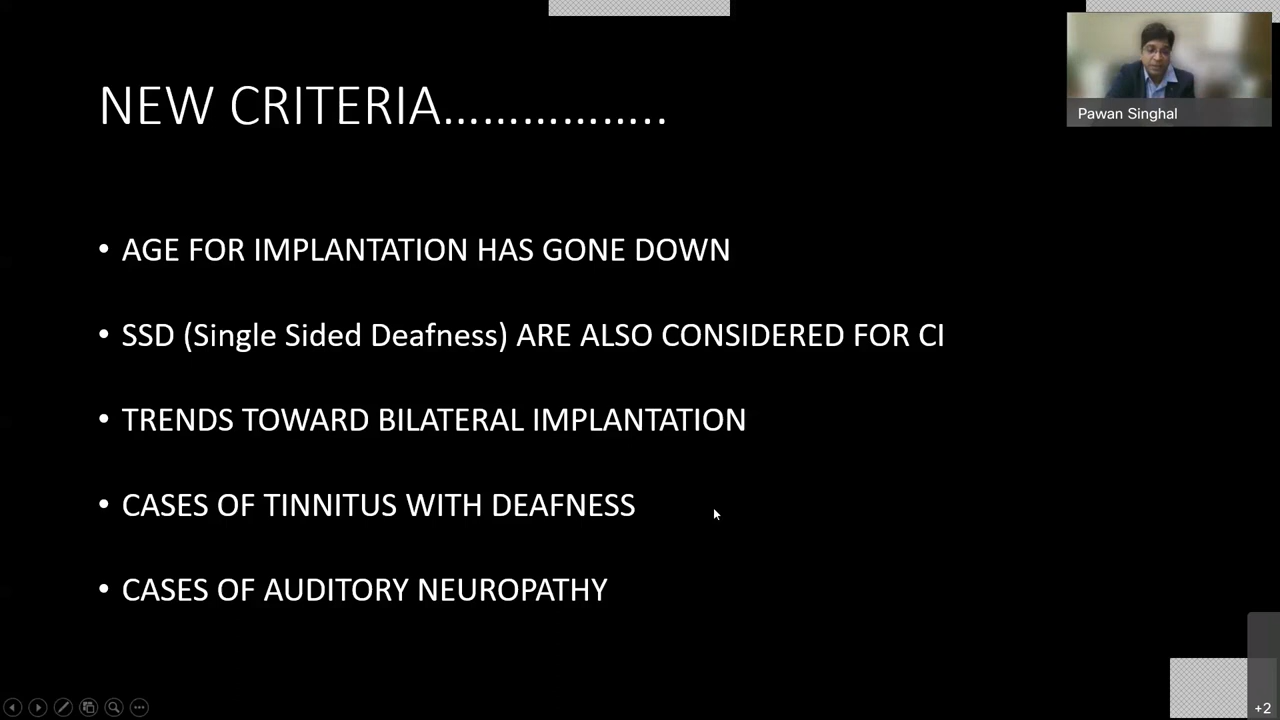 NEW CRITERIA……………..
Pawan Singhal
• AGE FOR IMPLANTATION HAS GONE DOWN
• SSD (Single Sided Deafness) ARE ALSO CONSIDERED FOR CI
• TRENDS TOWARD BILATERAL IMPLANTATION
• CASES OF TINNITUS WITH DEAFNESS
• CASES OF AUDITORY NEUROPATHY
+2